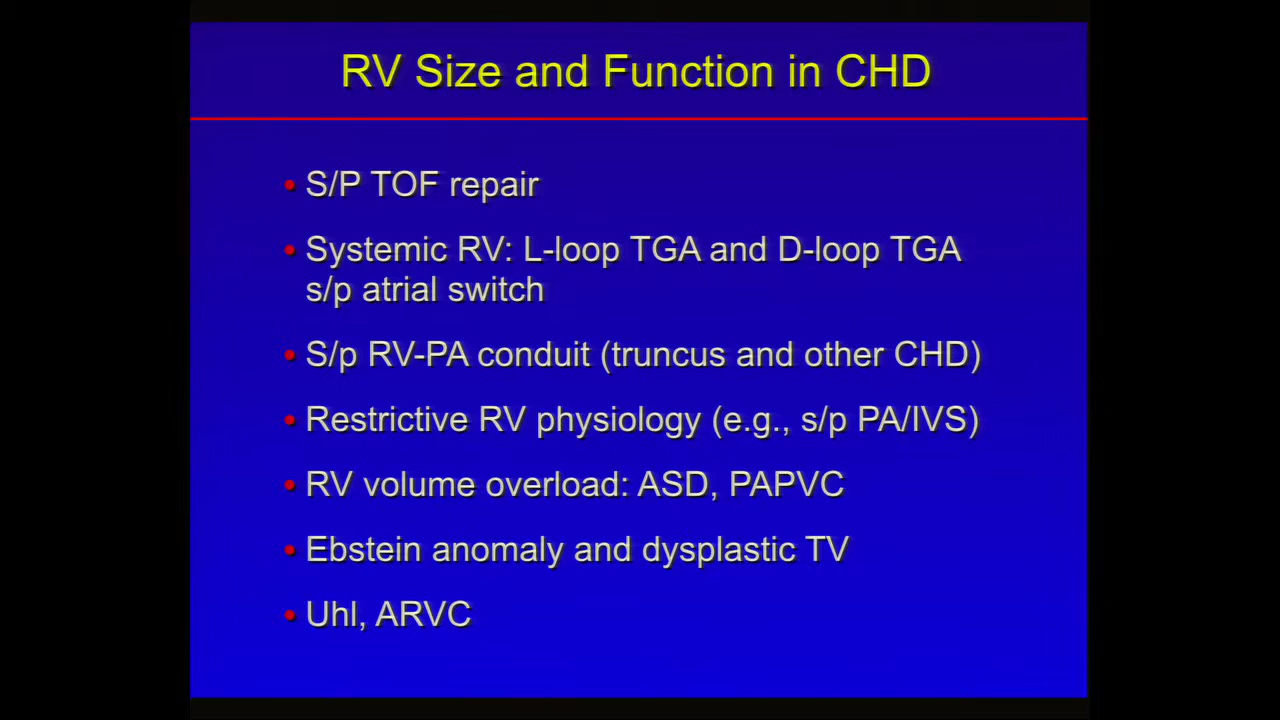 RV Size and Function in CHD
• S/P TOF repair
• Systemic RV: L-loop TGA and D-loop TGA
s/p atrial switch
• S/p RV-PA conduit (truncus and other CHD)
• Restrictive RV physiology (e.g., s/p PA/IVS)
• RV volume overload: ASD, PAPVC
• Ebstein anomaly and dysplastic TV
• Uhl, ARVC